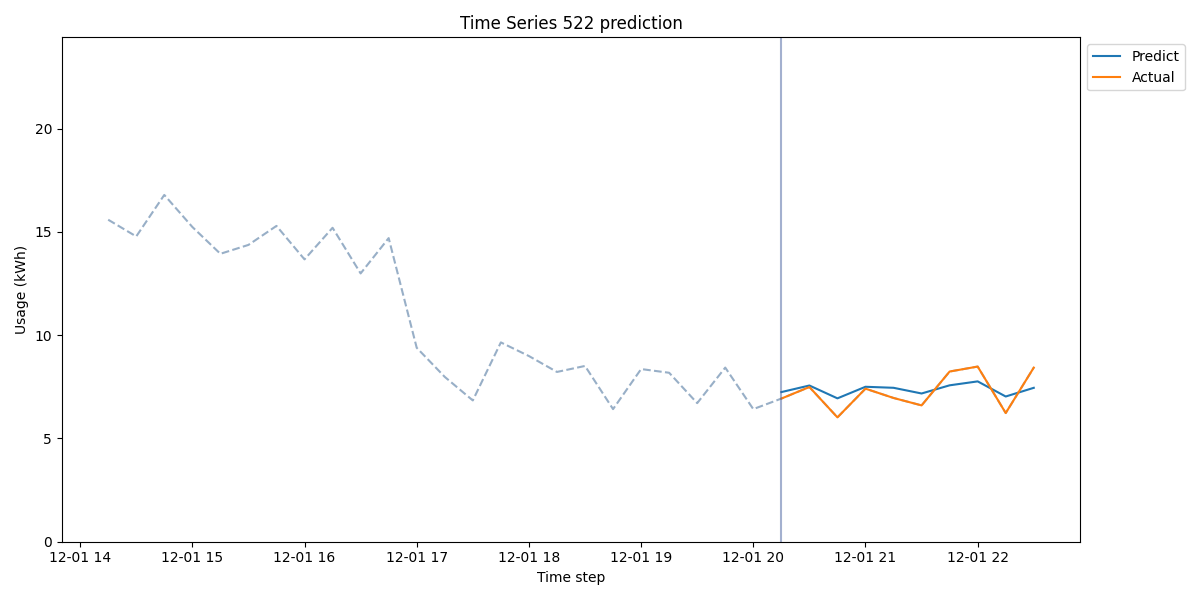 Time Series 522 prediction
Predict
Actual
Usage (kWh)
20
15
10
5
0
12-01 14
12-01 15
12-01 16
12-01 17
12-01 18
12-01 19
12-01 20
12-01 21
12-01 22
Time step